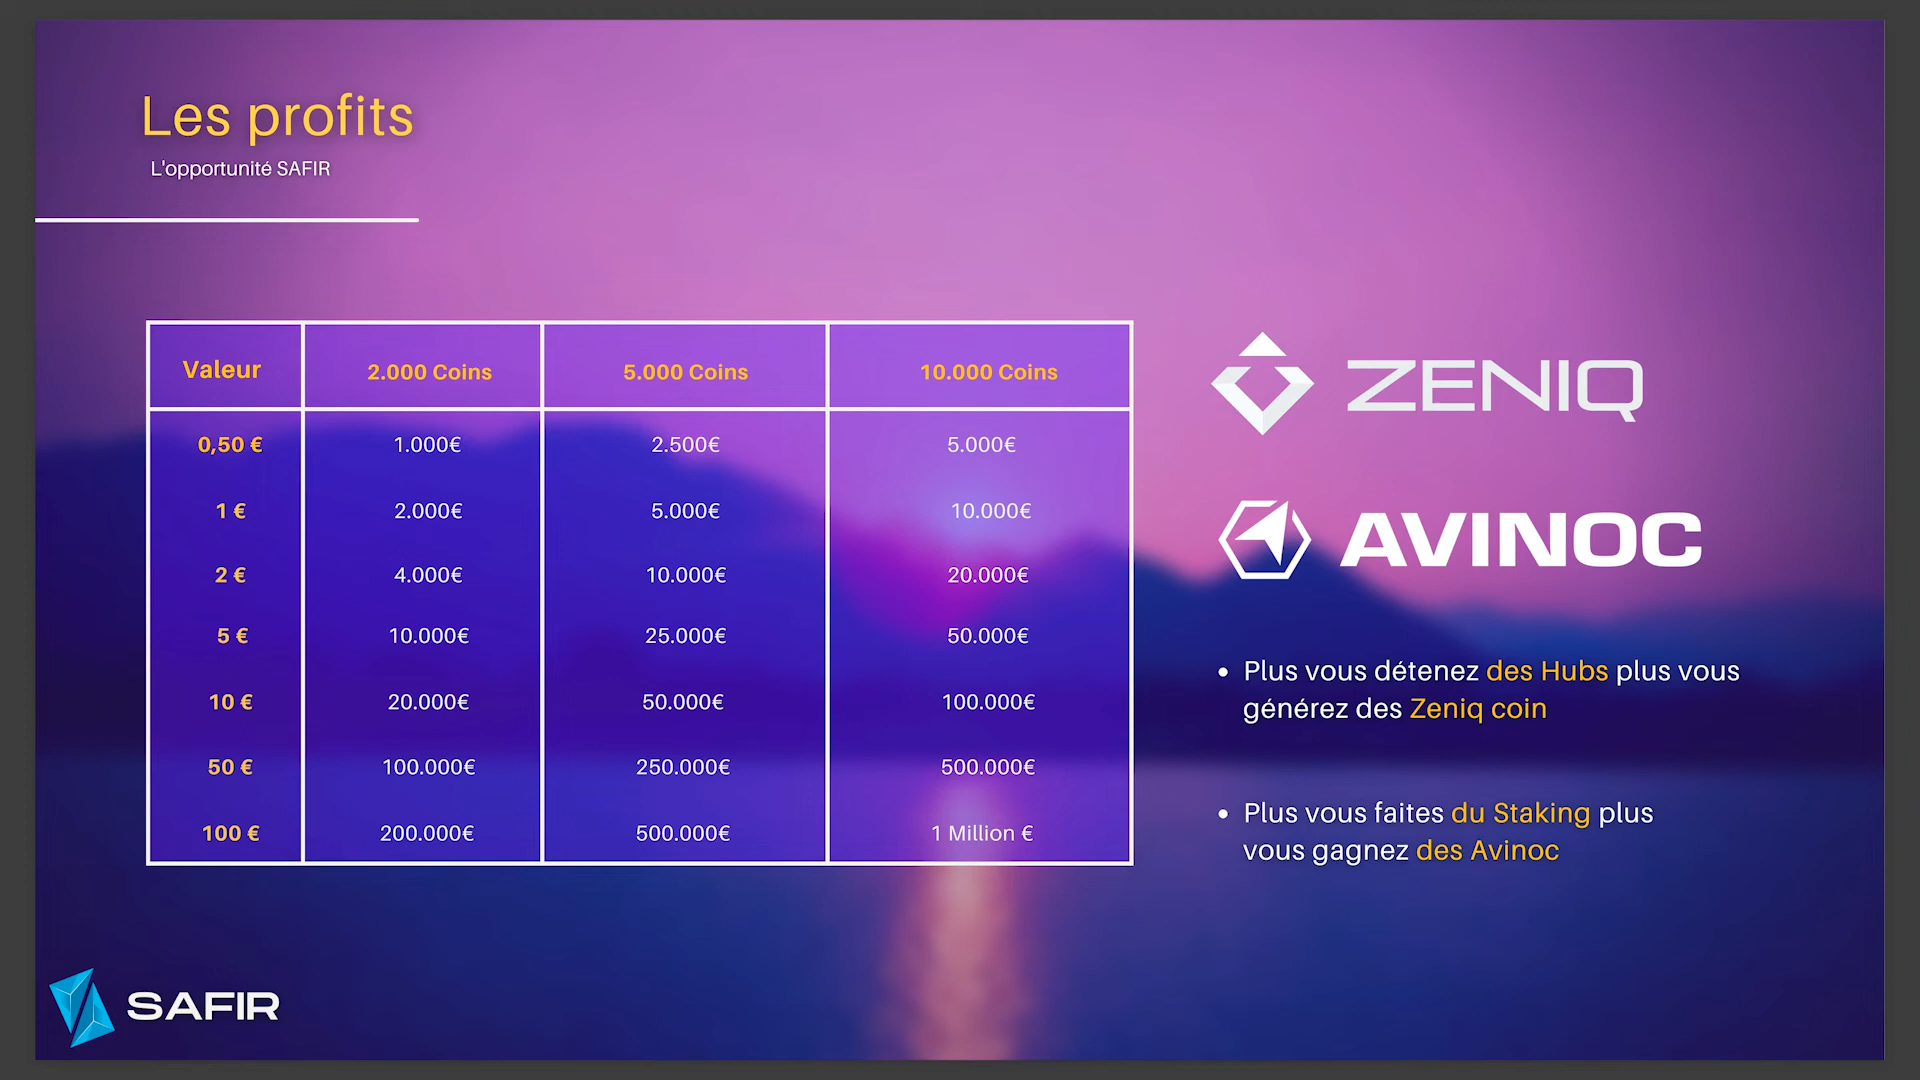 Les profits
L'opportunité SAFIR
Valeur 2.000 Coins 5.000 Coins 10.000 Coins
0,50 € 1.000€ 2.500€ 5.000€
1 € 2.000€ 5.000€ 10.000€
2 € 4.000€ 10.000€ 20.000€
5 € 10.000€ 25.000€ 50.000€
10 € 20.000€ 50.000€ 100.000€
50 € 100.000€ 250.000€ 500.000€
100 € 200.000€ 500.000€ 1 Million €
ZENIQ
AVINOC
• Plus vous détenez des Hubs plus vous
générez des Zeniq coin
• Plus vous faites du Staking plus
vous gagnez des Avinoc
SAFIR